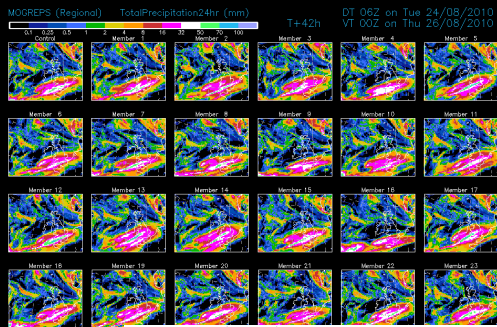 MOGREPS (Regional) TotalPrecipitation24hr (mm) DT 06Z on Tue 24/08/2010
T+42h VT 00Z on Thu 26/08/2010
0.1 0.25 0.5 1 2 4 8 16 32 50 70 100
Control Member 1 Member 2 Member 3 Member 4 Member 5
Member 6 Member 7 Member 8 Member 9 Member 10 Member 11
Member 12 Member 13 Member 14 Member 15 Member 16 Member 17
Member 18 Member 19 Member 20 Member 21 Member 22 Member 23